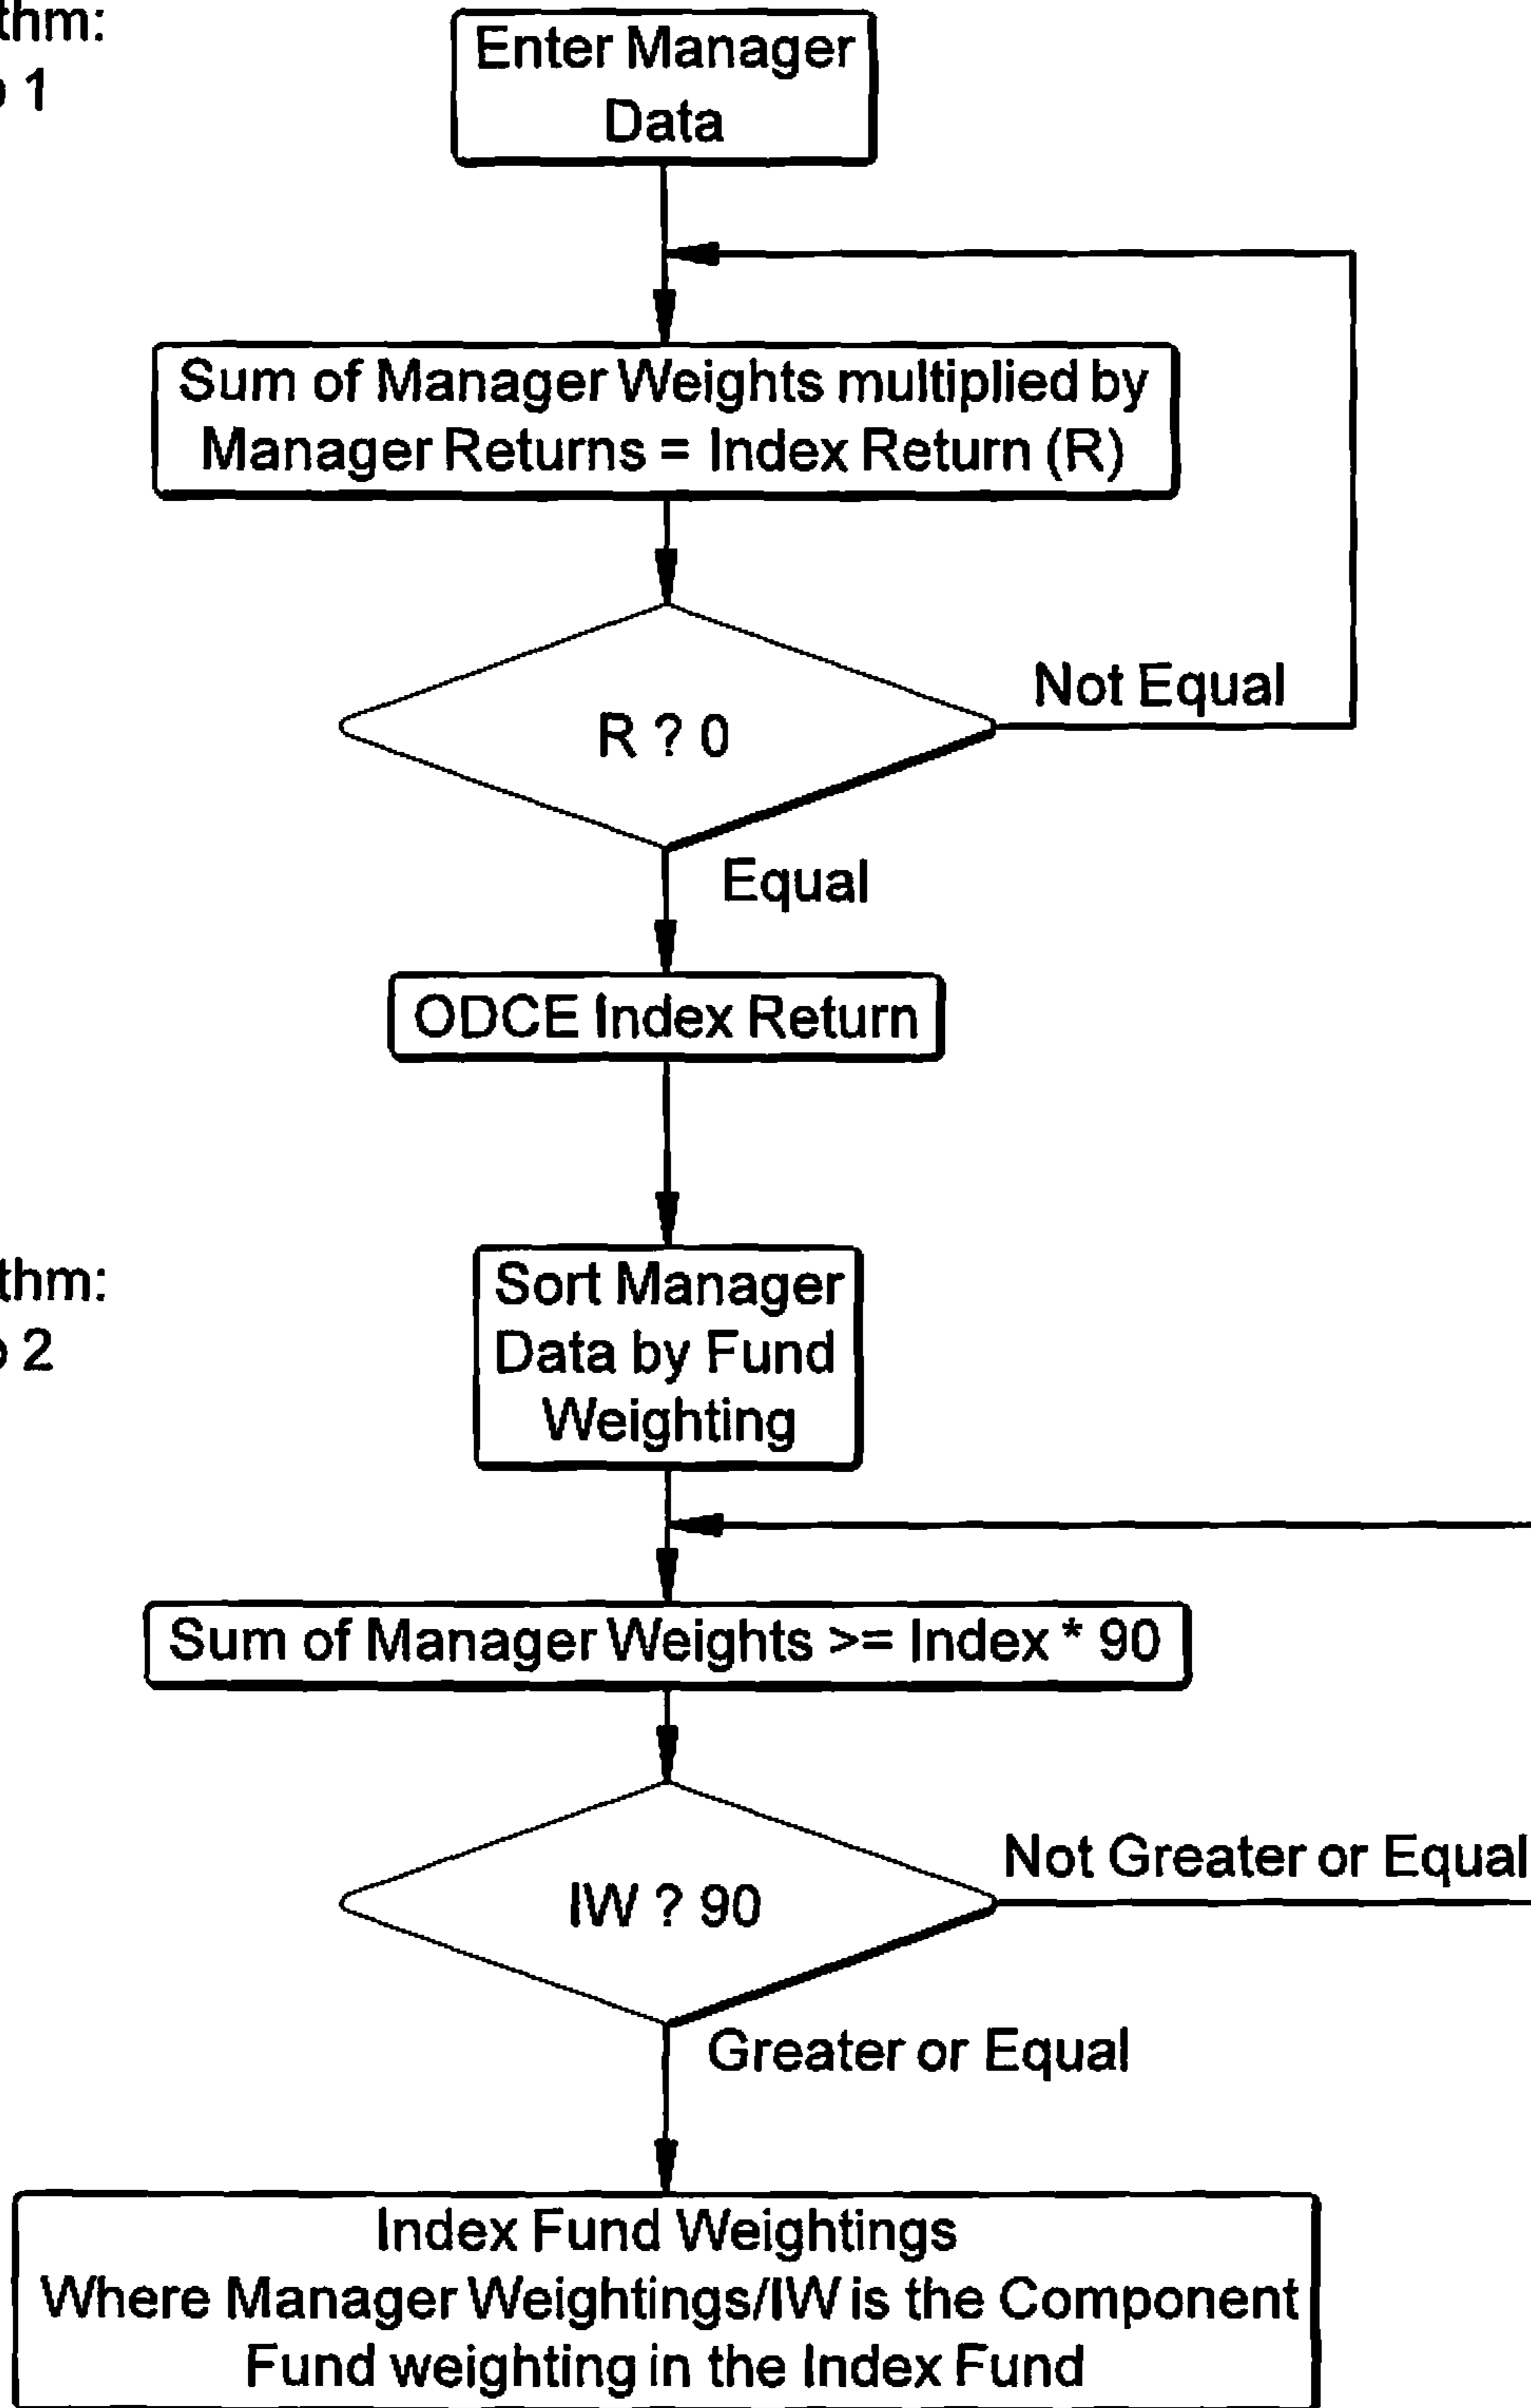 thm:
1
Enter Manager
Data
Sum of Manager Weights multiplied by
Manager Returns = Index Return (R)
R ? 0
Not Equal
Equal
ODCE Index Return
thm:
2
Sort Manager
Data by Fund
Weighting
Sum of Manager Weights >= Index * 90
IW ? 90
Not Greater or Equal
Greater or Equal
Index Fund Weightings
Where Manager Weightings/IW is the Component
Fund weighting in the Index Fund